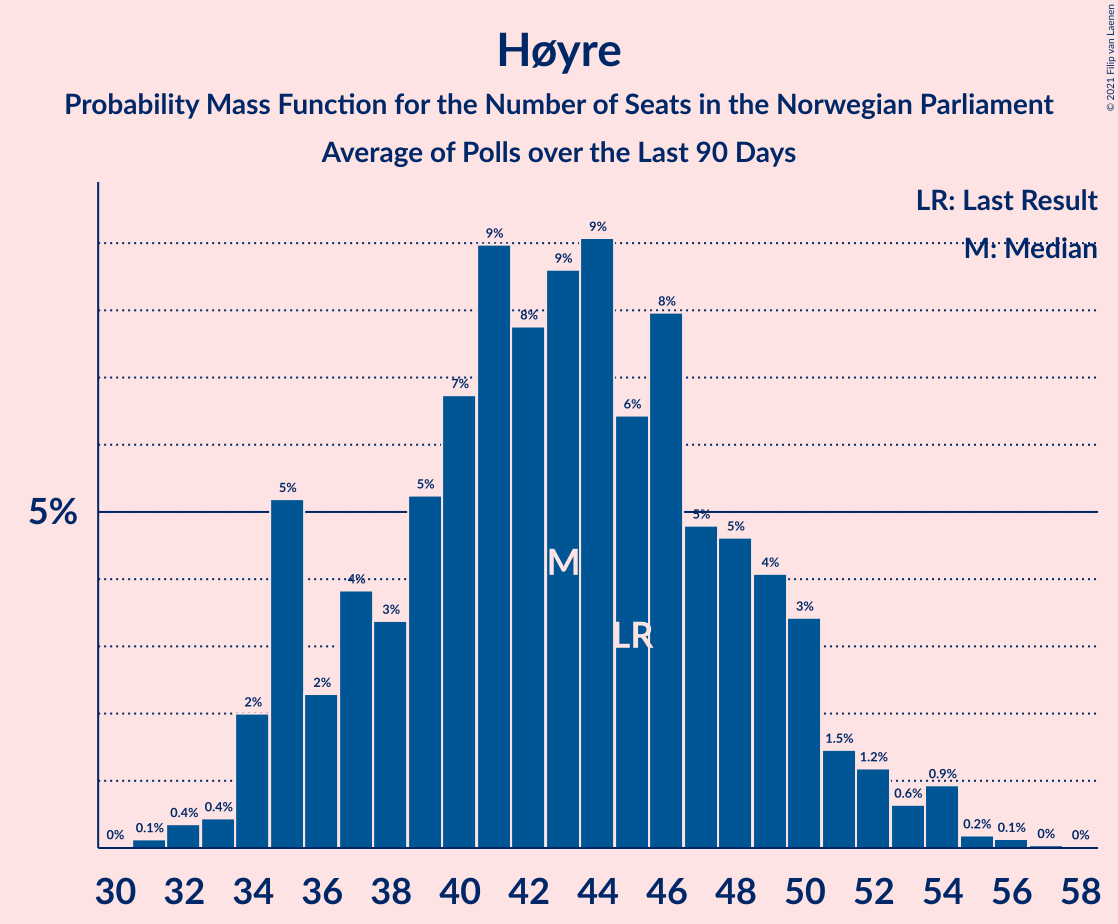 Høyre
Probability Mass Function for the Number of Seats in the Norwegian Parliament
Average of Polls over the Last 90 Days
© 2021 Filip van Laenen
LR: Last Result
M: Median
5%
0% 0.1% 0.4% 0.4% 2% 5% 2% 4% 3% 5% 7% 9% 8% 9% 9% 6% 8% 5% 5% 4% 3% 1.5% 1.2% 0.6% 0.9% 0.2% 0.1% 0% 0%
M
LR
30 32 34 36 38 40 42 44 46 48 50 52 54 56 58